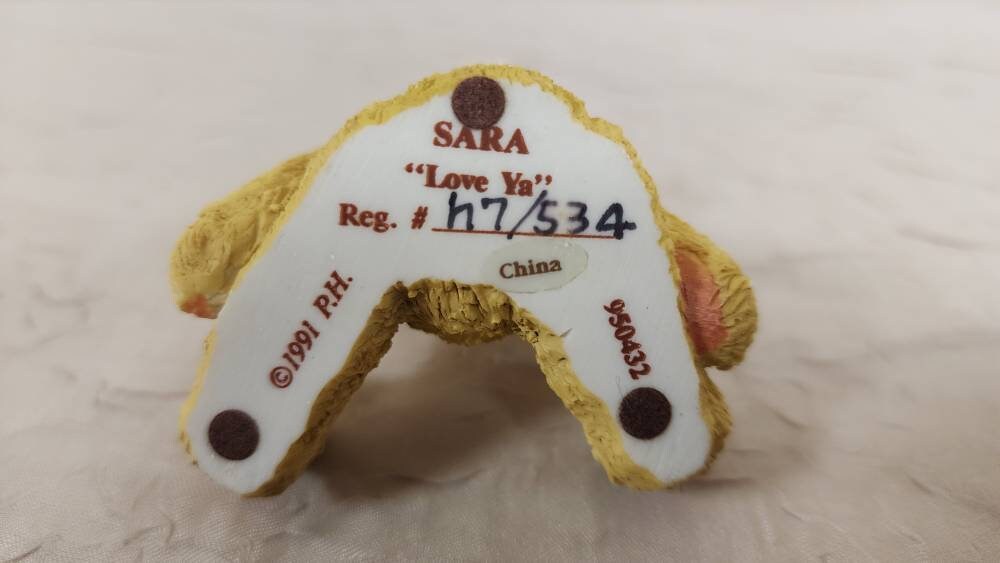 SARA
“Love Ya”
Reg. # h7/534
China
©1991 P.H.
950432